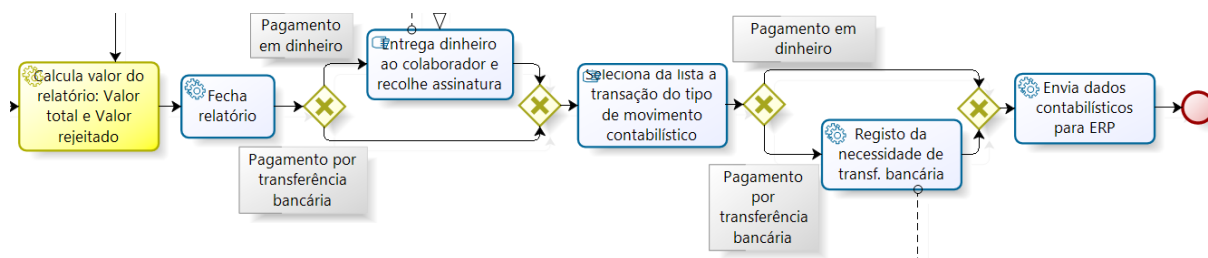 Calcula valor do
relatório: Valor
total e Valor
rejeitado
Fecha
relatório
Pagamento
em dinheiro
Pagamento por
transferência
bancária
Entrega dinheiro
ao colaborador e
recolhe assinatura
Seleciona da lista a
transação do tipo
de movimento
contabilístico
Pagamento em
dinheiro
Pagamento
por
transferência
bancária
Registo da
necessidade de
transf. bancária
Envia dados
contabilísticos
para ERP